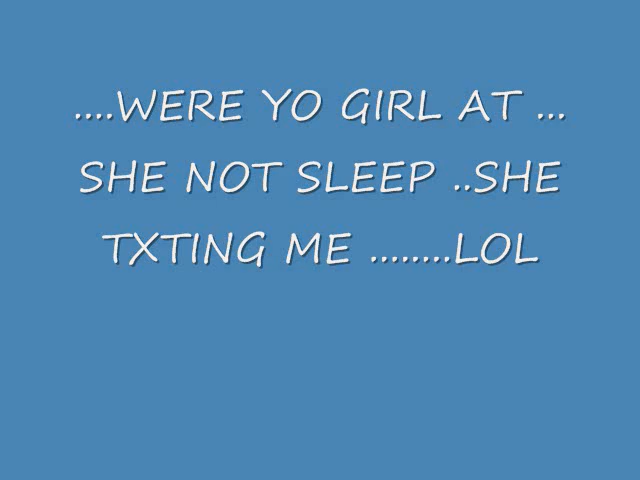 ....WERE YO GIRL AT ...
SHE NOT SLEEP ..SHE
TXTING ME ........LOL